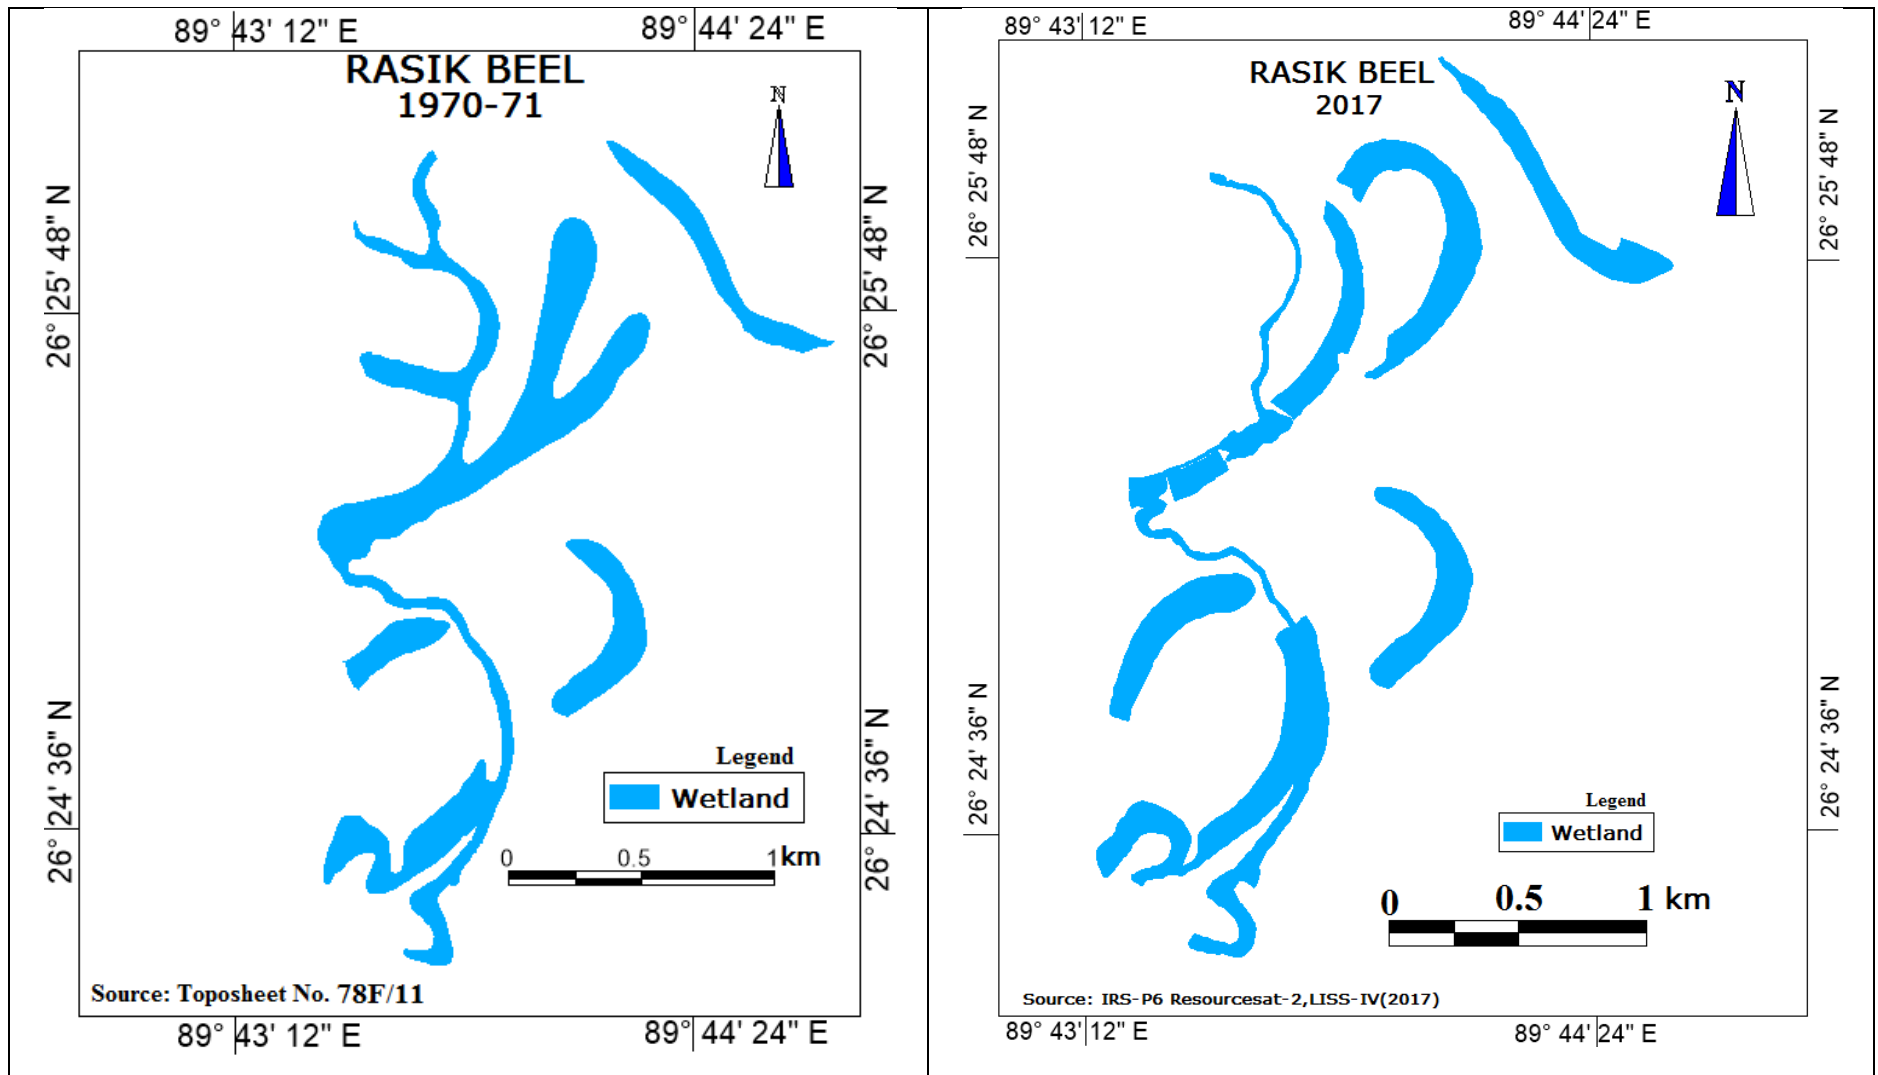 89° 43' 12" E
89° 44' 24" E
RASIK BEEL
1970-71
N
26° 25' 48" N
26° 25' 48" N
26° 24' 36" N
26° 24' 36" N
Legend
Wetland
0 0.5 1 km
Source: Toposheet No. 78F/11
89° 43' 12" E
89° 44' 24" E
89° 43' 12" E
89° 44' 24" E
RASIK BEEL
2017
N
26° 25' 48" N
26° 25' 48" N
26° 24' 36" N
26° 24' 36" N
Legend
Wetland
0 0.5 1 km
Source: IRS-P6 Resourcesat-2,LISS-IV(2017)
89° 43' 12" E
89° 44' 24" E